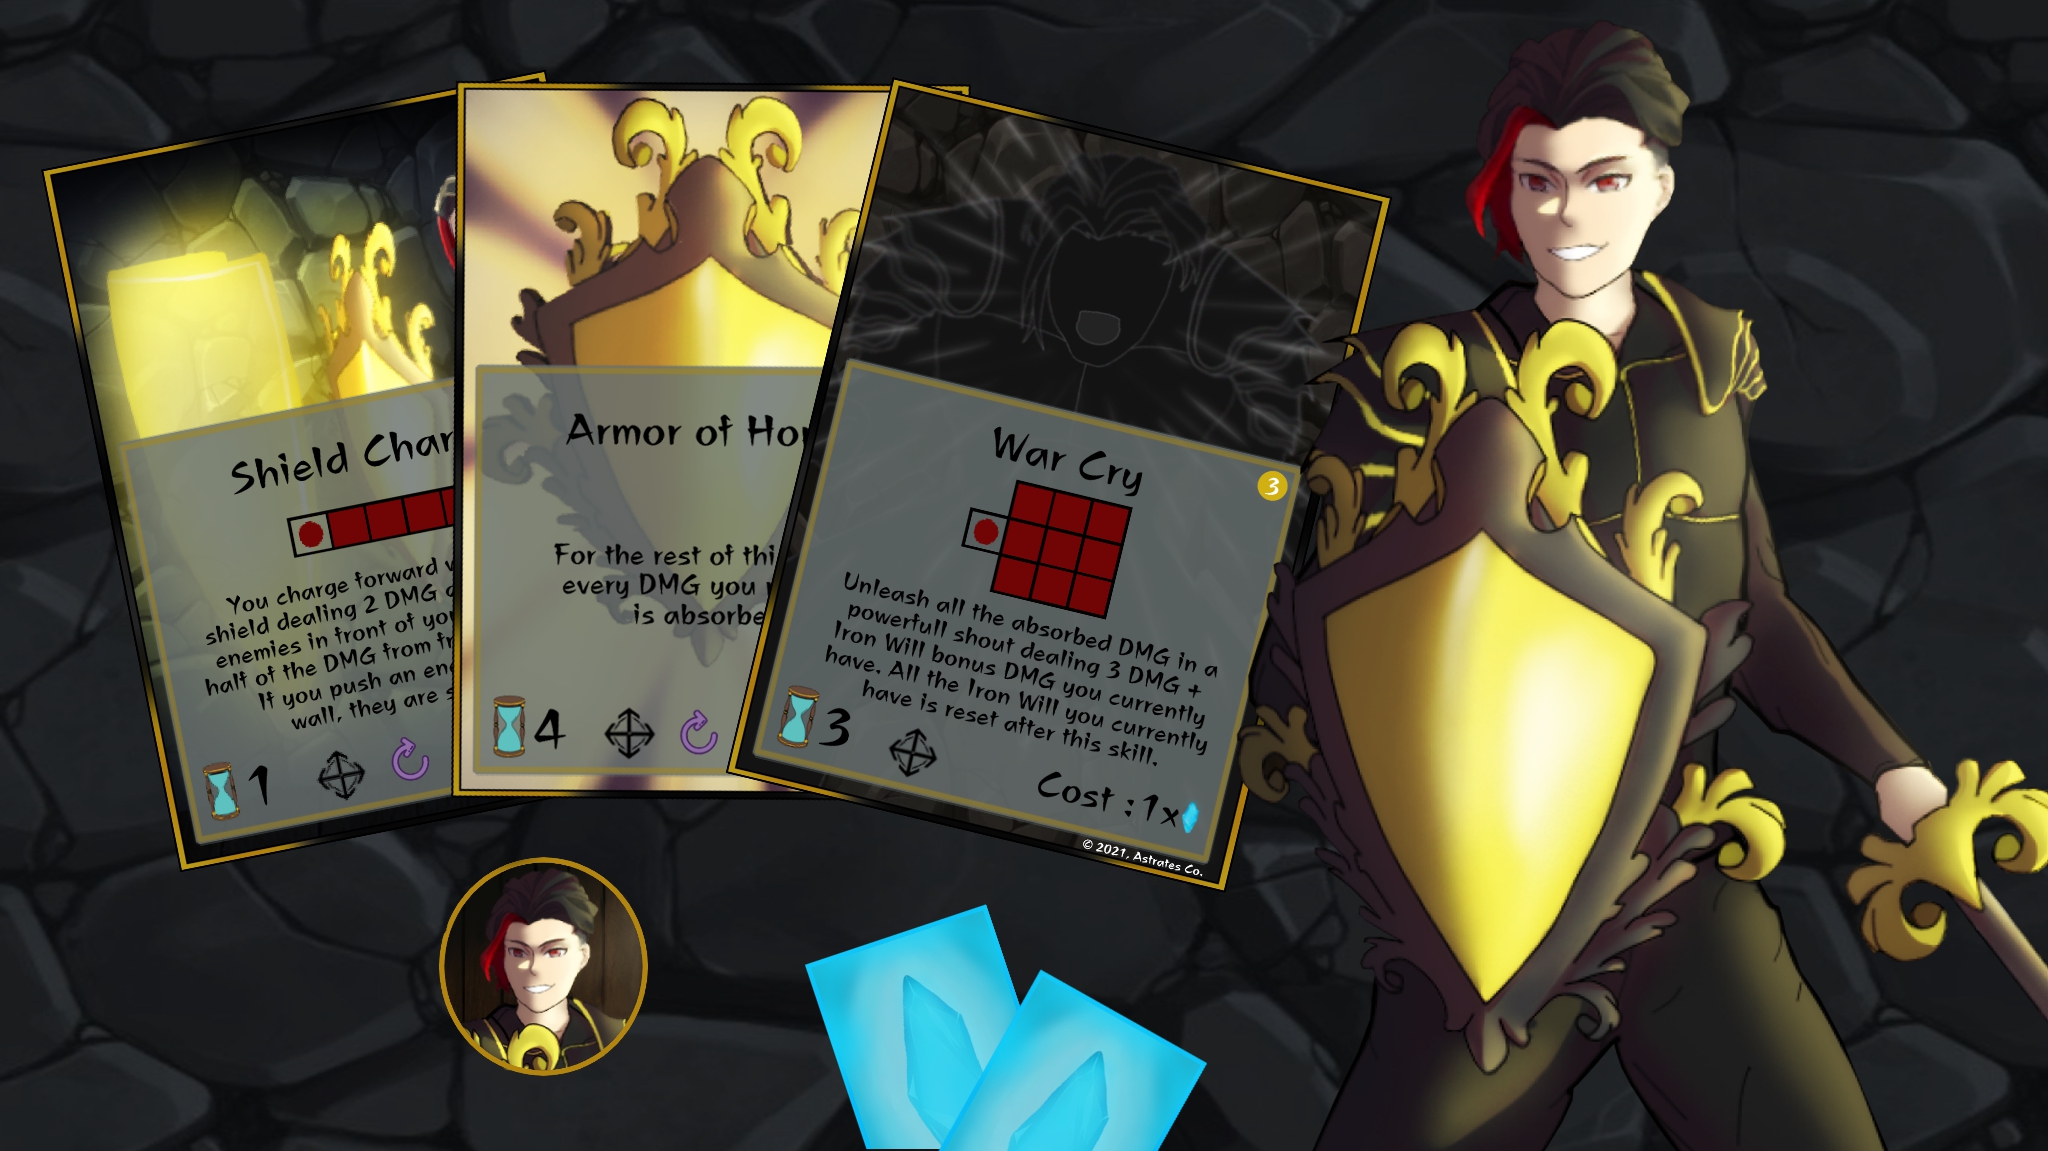 Shield Char
You charge forward
shield dealing 2 DMG
enemies in front of yo
half of the DMG from
If you push an
wall, they are
1
Armor of Hon
For the rest of thi
every DMG you
is absorbe
4
War Cry
3
Unleash all the absorbed DMG in a
powerfull shout dealing 3 DMG +
Iron Will bonus DMG you currently
have. All the Iron Will you currently
have is reset after this skill.
3
Cost : 1x
© 2021, Astrates Co.